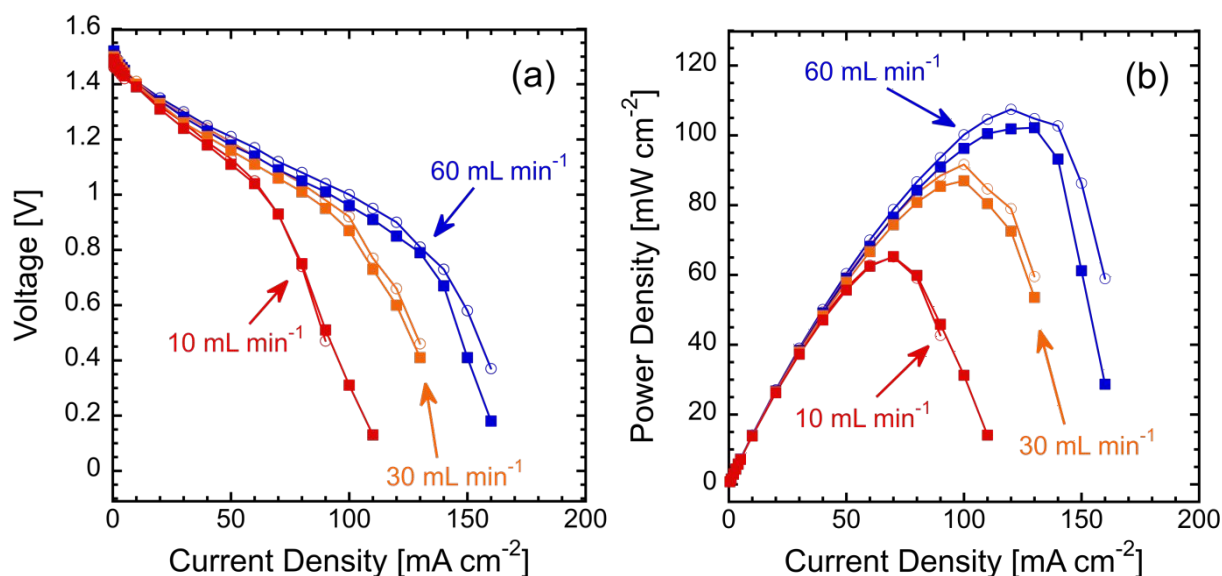 (a)
Voltage [V]
1.6
1.4
1.2
1
0.8
0.6
0.4
0.2
0
60 mL min⁻¹
10 mL min⁻¹
30 mL min⁻¹
0 50 100 150 200
Current Density [mA cm⁻²]
(b)
Power Density [mW cm⁻²]
120
100
80
60
40
20
0
60 mL min⁻¹
10 mL min⁻¹
30 mL min⁻¹
0 50 100 150 200
Current Density [mA cm⁻²]